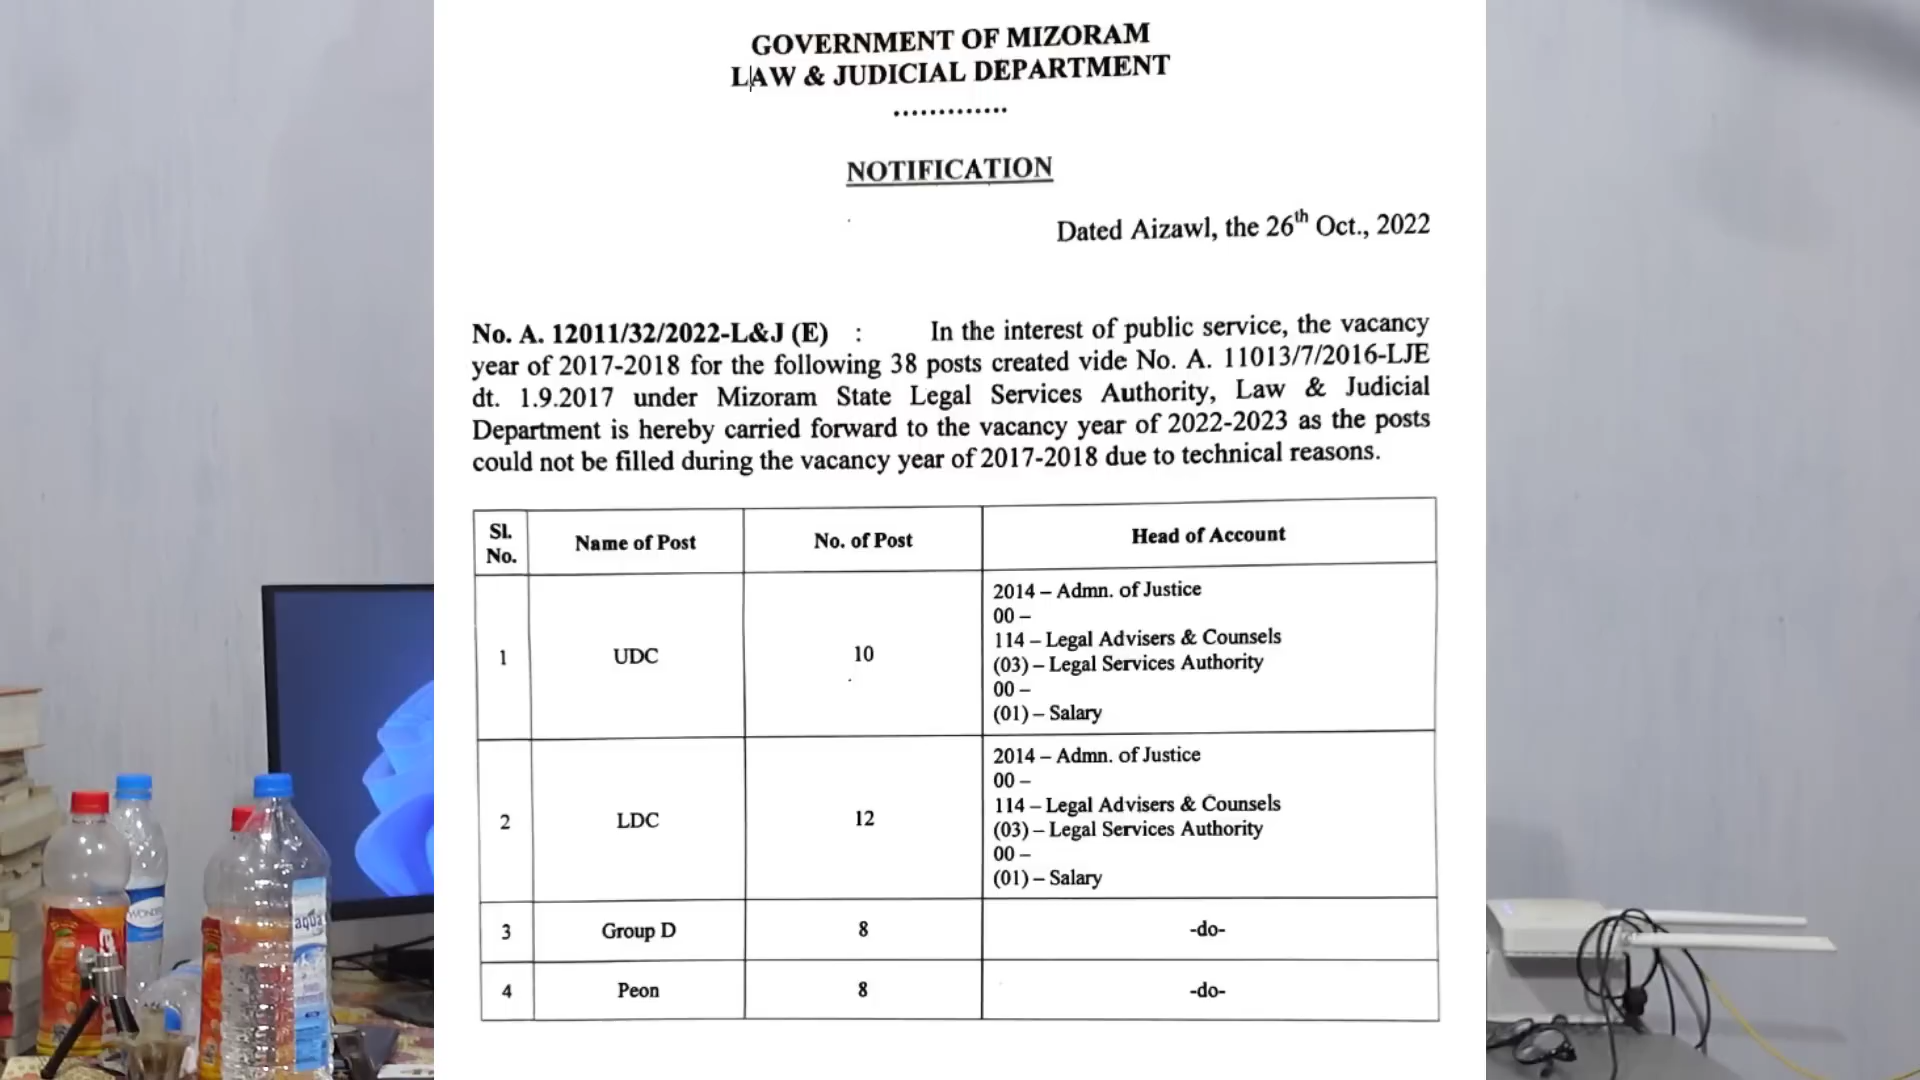 GOVERNMENT OF MIZORAM
LAW & JUDICIAL DEPARTMENT
.............
NOTIFICATION
Dated Aizawl, the 26th Oct., 2022
No. A. 12011/32/2022-L&J (E) : In the interest of public service, the vacancy
year of 2017-2018 for the following 38 posts created vide No. A. 11013/7/2016-LJE
dt. 1.9.2017 under Mizoram State Legal Services Authority, Law & Judicial
Department is hereby carried forward to the vacancy year of 2022-2023 as the posts
could not be filled during the vacancy year of 2017-2018 due to technical reasons.
Sl. No. Name of Post No. of Post Head of Account
1 UDC 10
2014 – Admn. of Justice
00 –
114 – Legal Advisers & Counsels
(03) – Legal Services Authority
00 –
(01) – Salary
2 LDC 12
2014 – Admn. of Justice
00 –
114 – Legal Advisers & Counsels
(03) – Legal Services Authority
00 –
(01) – Salary
3 Group D 8 -do-
4 Peon 8 -do-
aqua